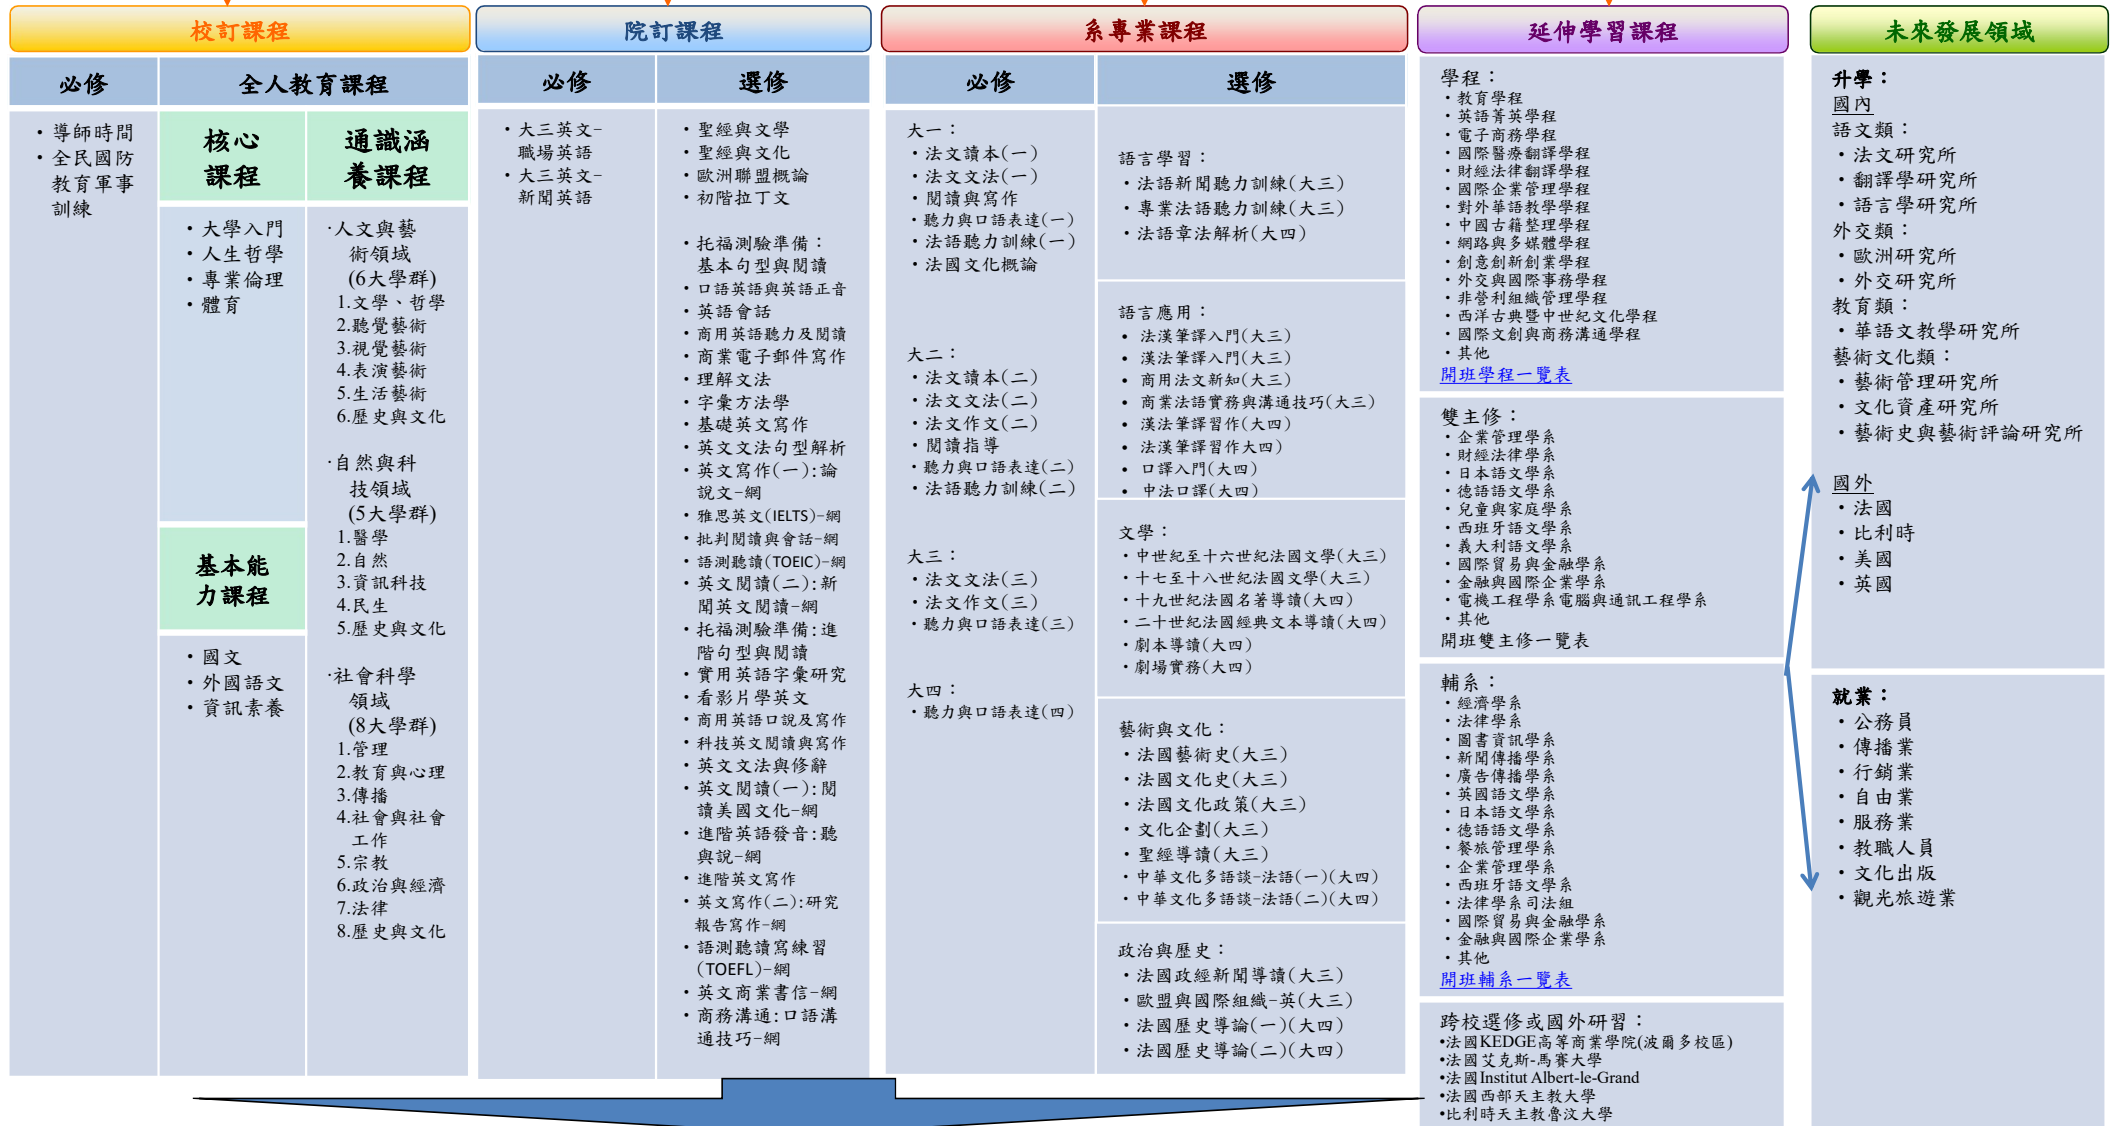 校訂課程
必修
全人教育課程
・導師時間
・全民國防
教育軍事
訓練
核心
課程
・大學入門
・人生哲學
・專業倫理
・體育
基本能
力課程
・國文
・外國語文
・資訊素養
通識涵
養課程
·人文與藝
術領域
(6大學群)
1.文學、哲學
2.聽覺藝術
3.視覺藝術
4.表演藝術
5.生活藝術
6.歷史與文化
·自然與科
技領域
(5大學群)
1.醫學
2.自然
3.資訊科技
4.民生
5.歷史與文化
·社會科學
領域
(8大學群)
1.管理
2.教育與心理
3.傳播
4.社會與社會
工作
5.宗教
6.政治與經濟
7.法律
8.歷史與文化
院訂課程
必修
・大三英文-
職場英語
・大三英文-
新聞英語
選修
・聖經與文學
・聖經與文化
・歐洲聯盟概論
・初階拉丁文
・托福測驗準備：
基本句型與閱讀
・口語英語與英語正音
・英語會話
・商用英語聽力及閱讀
・商業電子郵件寫作
・理解文法
・字彙方法學
・基礎英文寫作
・英文文法句型解析
・英文寫作(一):論
說文-網
・雅思英文(IELTS)-網
・批判閱讀與會話-網
・語測聽讀(TOEIC)-網
・英文閱讀(二):新
聞英文閱讀-網
・托福測驗準備:進
階句型與閱讀
・實用英語字彙研究
・看影片學英文
・商用英語口說及寫作
・科技英文閱讀與寫作
・英文文法與修辭
・英文閱讀(一):閱
讀美國文化-網
・進階英語發音:聽
與說-網
・進階英文寫作
・英文寫作(二):研究
報告寫作-網
・語測聽讀寫練習
(TOEFL)-網
・英文商業書信-網
・商務溝通:口語溝
通技巧-網
系專業課程
必修
大一：
・法文讀本(一)
・法文文法(一)
・閱讀與寫作
・聽力與口語表達(一)
・法語聽力訓練(一)
・法國文化概論
大二：
・法文讀本(二)
・法文文法(二)
・法文作文(二)
・閱讀指導
・聽力與口語表達(二)
・法語聽力訓練(二)
大三：
・法文文法(三)
・法文作文(三)
・聽力與口語表達(三)
大四：
・聽力與口語表達(四)
選修
語言學習：
・法語新聞聽力訓練(大三)
・專業法語聽力訓練(大三)
・法語章法解析(大四)
語言應用：
• 法漢筆譯入門(大三)
• 漢法筆譯入門(大三)
• 商用法文新知(大三)
• 商業法語實務與溝通技巧(大三)
• 漢法筆譯習作(大四)
• 法漢筆譯習作大四)
• 口譯入門(大四)
• 中法口譯(大四)
文學：
・中世紀至十六世紀法國文學(大三)
・十七至十八世紀法國文學(大三)
・十九世紀法國名著導讀(大四)
・二十世紀法國經典文本導讀(大四)
・劇本導讀(大四)
・劇場實務(大四)
藝術與文化：
・法國藝術史(大三)
・法國文化史(大三)
・法國文化政策(大三)
・文化企劃(大三)
・聖經導讀(大三)
・中華文化多語談-法語(一)(大四)
・中華文化多語談-法語(二)(大四)
政治與歷史：
・法國政經新聞導讀(大三)
・歐盟與國際組織-英(大三)
・法國歷史導論(一)(大四)
・法國歷史導論(二)(大四)
延伸學習課程
學程：
・教育學程
・英語菁英學程
・電子商務學程
・國際醫療翻譯學程
・財經法律翻譯學程
・國際企業管理學程
・對外華語教學學程
・中國古籍整理學程
・網路與多媒體學程
・創意創新創業學程
・外交與國際事務學程
・非營利組織管理學程
・西洋古典暨中世紀文化學程
・國際文創與商務溝通學程
・其他
開班學程一覽表
雙主修：
・企業管理學系
・財經法律學系
・日本語文學系
・德語語文學系
・兒童與家庭學系
・西班牙語文學系
・義大利語文學系
・國際貿易與金融學系
・金融與國際企業學系
・電機工程學系電腦與通訊工程學系
・其他
開班雙主修一覽表
輔系：
・經濟學系
・法律學系
・圖書資訊學系
・新聞傳播學系
・廣告傳播學系
・英國語文學系
・日本語文學系
・德語語文學系
・餐旅管理學系
・企業管理學系
・西班牙語文學系
・法律學系司法組
・國際貿易與金融學系
・金融與國際企業學系
・其他
開班輔系一覽表
跨校選修或國外研習：
•法國KEDGE高等商業學院(波爾多校區)
•法國艾克斯-馬賽大學
•法國Institut Albert-le-Grand
•法國西部天主教大學
•比利時天主教魯汶大學
未來發展領域
升學：
國內
語文類：
・法文研究所
・翻譯學研究所
・語言學研究所
外交類：
・歐洲研究所
・外交研究所
教育類：
・華語文教學研究所
藝術文化類：
・藝術管理研究所
・文化資產研究所
・藝術史與藝術評論研究所
國外
・法國
・比利時
・美國
・英國
就業：
・公務員
・傳播業
・行銷業
・自由業
・服務業
・教職人員
・文化出版
・觀光旅遊業